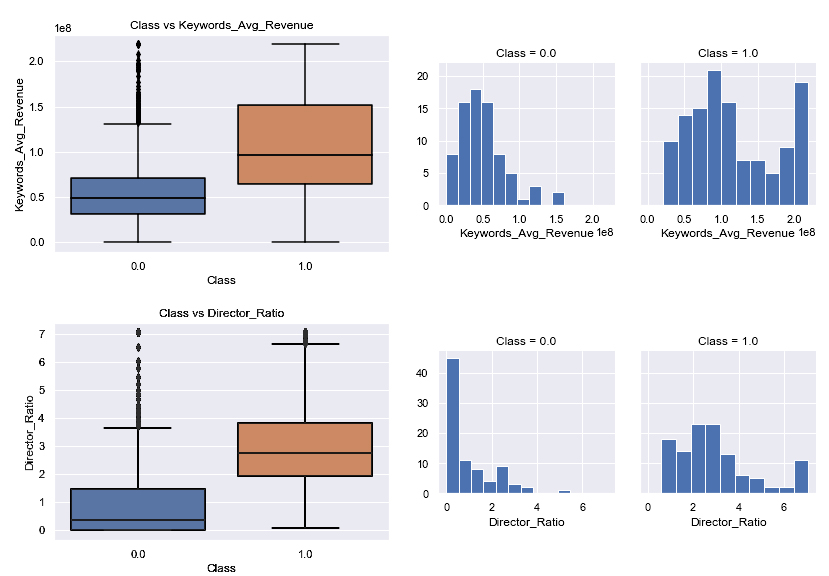 Class vs Keywords_Avg_Revenue
1e8
Keywords_Avg_Revenue
2.0
1.5
1.0
0.5
0.0
0.0 1.0
Class
Class = 0.0
20
15
10
5
0
0.0 0.5 1.0 1.5 2.0
Keywords_Avg_Revenue 1e8
Class = 1.0
0.0 0.5 1.0 1.5 2.0
Keywords_Avg_Revenue 1e8
Class vs Director_Ratio
Director_Ratio
7
6
5
4
3
2
1
0
0.0 1.0
Class
Class = 0.0
40
30
20
10
0
0 2 4 6
Director_Ratio
Class = 1.0
0 2 4 6
Director_Ratio